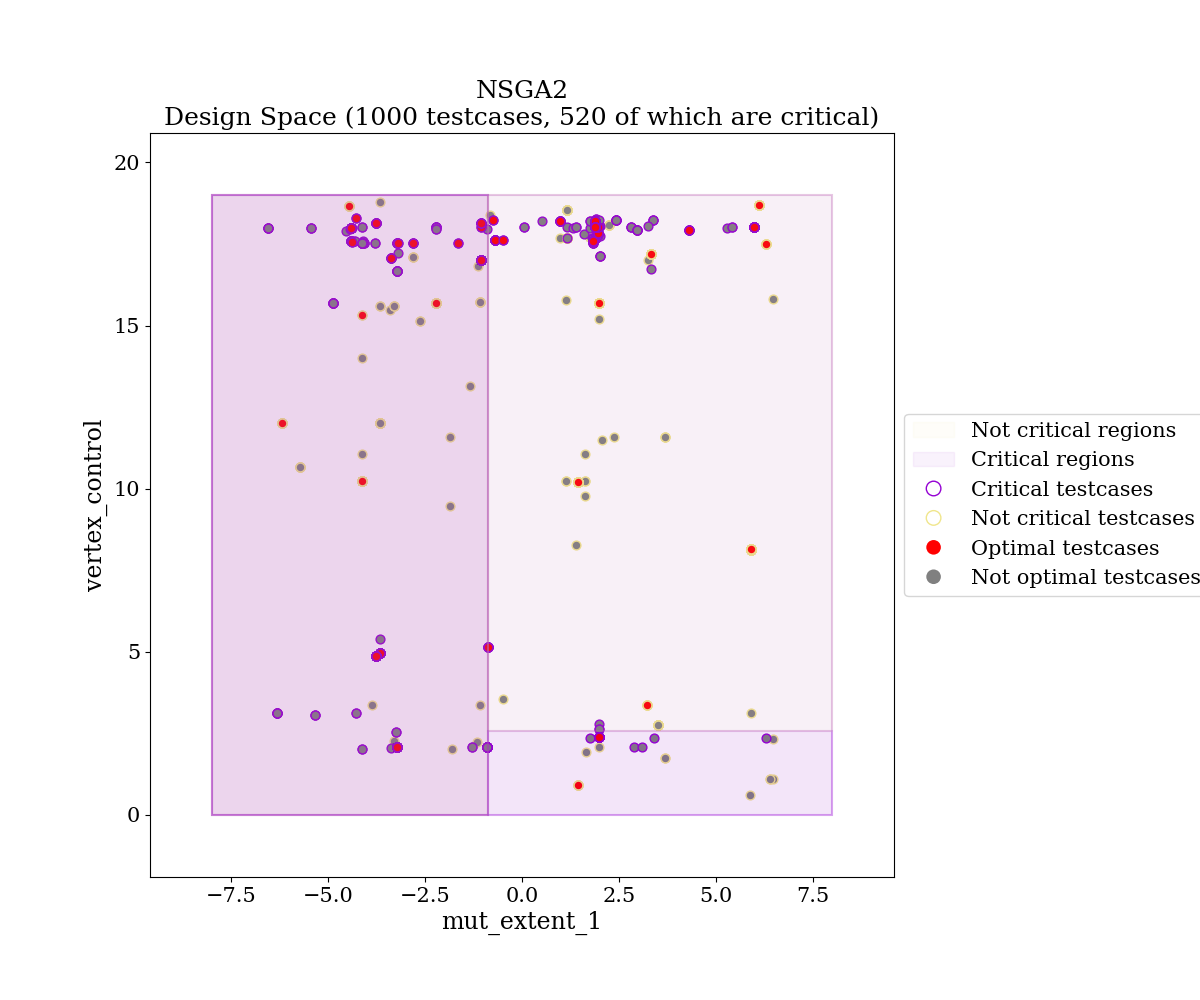 NSGA2
Design Space (1000 testcases, 520 of which are critical)
20
15
10
5
0
vertex_control
−7.5
−5.0
−2.5
0.0
2.5
5.0
7.5
mut_extent_1
Not critical regions
Critical regions
Critical testcases
Not critical testcases
Optimal testcases
Not optimal testcases